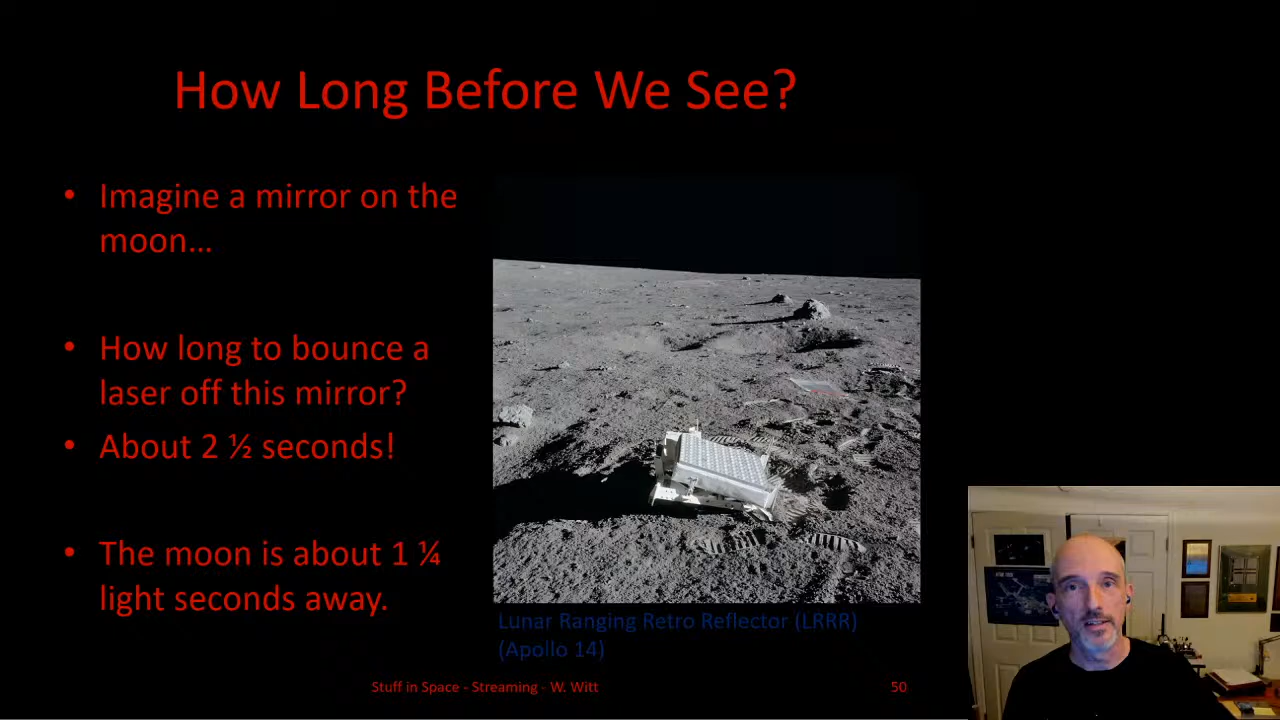 How Long Before We See?
• Imagine a mirror on the
moon...
• How long to bounce a
laser off this mirror?
• About 2 ½ seconds!
• The moon is about 1 ¼
light seconds away.
Lunar Ranging Retro Reflector (LRRR)
(Apollo 14)
Stuff in Space - Streaming - W. Witt
50